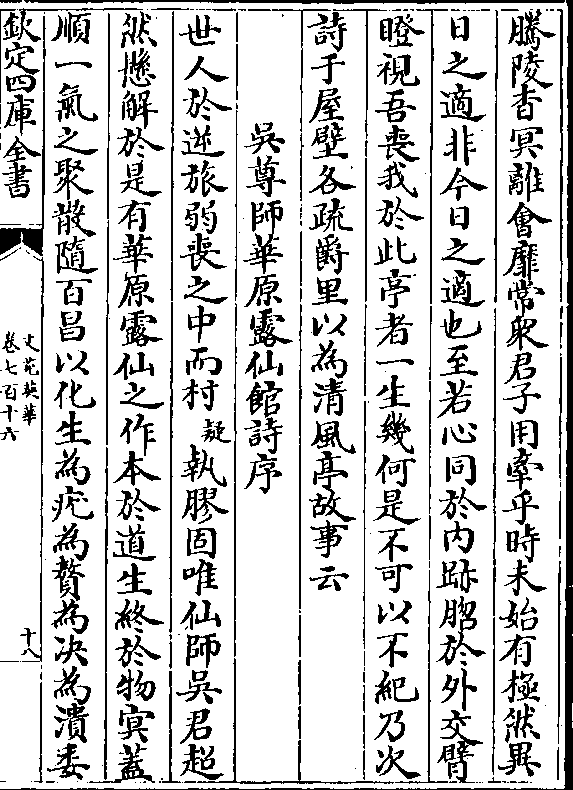 騰陵杳冥離會靡常眾君子用牽乎時未始有極然異
日之適非今日之適也至若心同於内跡㬹於外交臂
瞪視吾喪我於此亭者一生幾何是不可以不紀乃次
詩于屋壁各疏爵里以為清風亭故事云
吳尊師華原露仙館詩序
世人於逆旅弱喪之中而村疑執膠固唯仙師吳君超
然懸解於是有華原露仙之作本於道生終於物㝠蓋
順一氣之聚散隨百昌以化生為疣為贅為決為潰委
欽定四庫全書
文苑英華
卷七百十六
十八